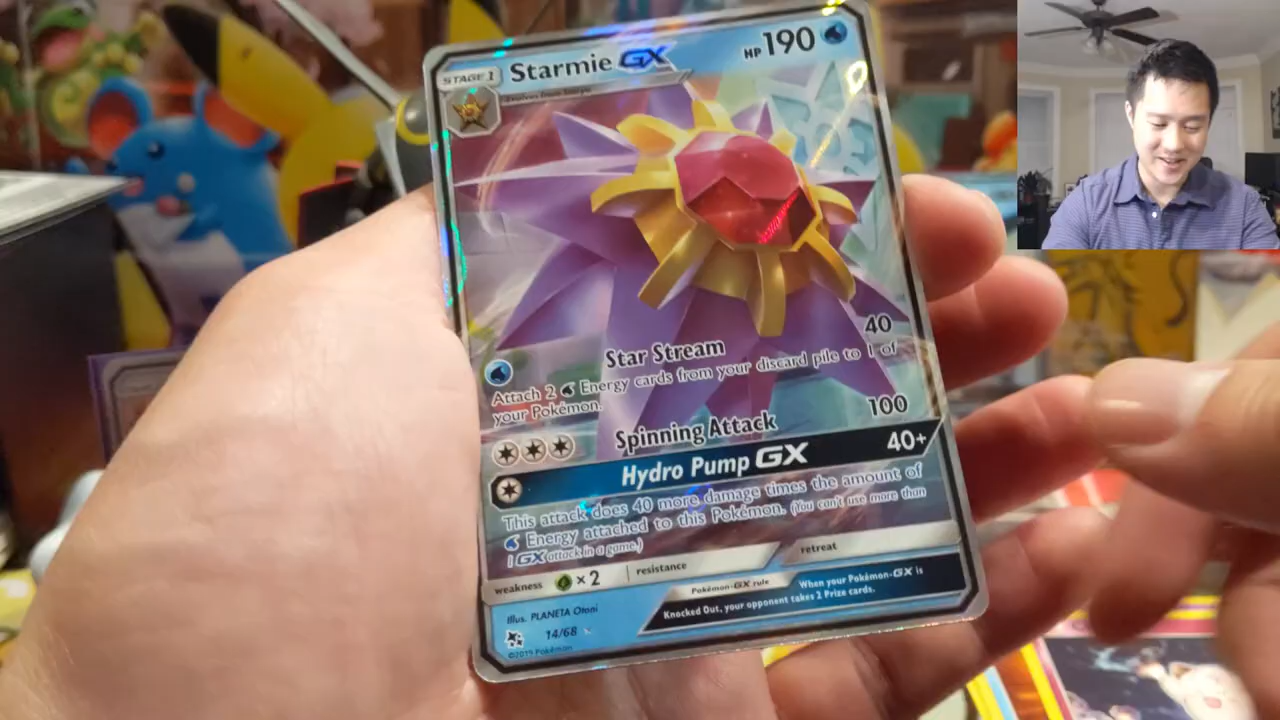 STAGE 1
Starmie GX
HP 190
Evolves from Staryu
Star Stream
40
Attach 2 Energy cards from your discard pile to 1 of
your Pokémon.
Spinning Attack
100
Hydro Pump GX
40+
This attack does 40 more damage times the amount of
Energy attached to this Pokémon. (You can't use more than
1 GX attack in a game.)
weakness
×2
resistance
retreat
Pokémon-GX rule
When your Pokémon-GX is
Knocked Out, your opponent takes 2 Prize cards.
Illus. PLANETA Otani
14/68
©2019 Pokémon